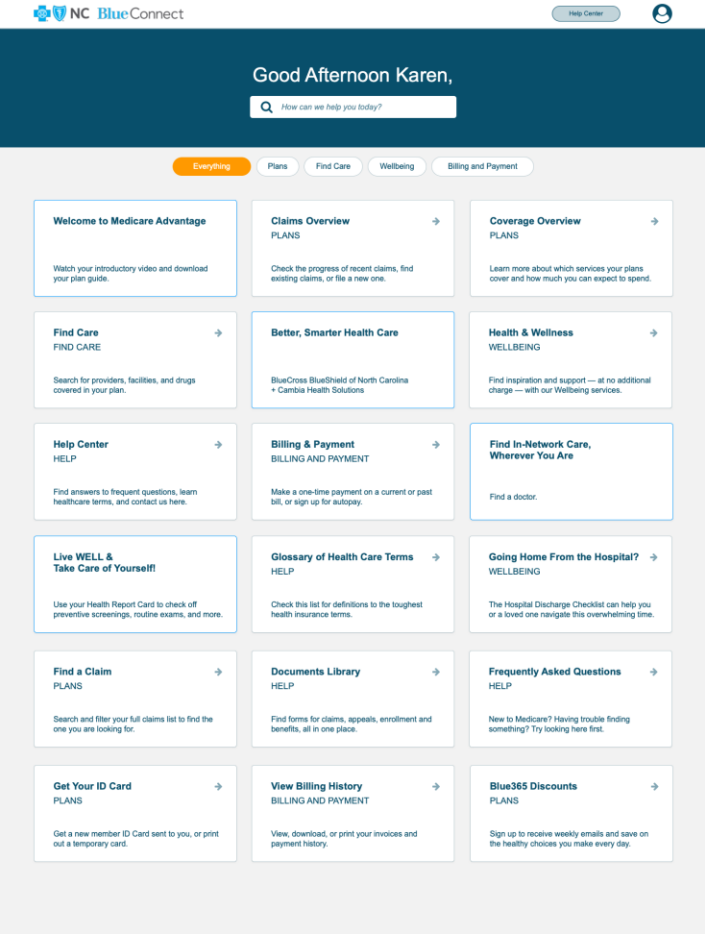 NC BlueConnect
Help Center
Good Afternoon Karen,
How can we help you today?
Everything
Plans
Find Care
Wellbeing
Billing and Payment
Welcome to Medicare Advantage
Watch your introductory video and download
your plan guide.
Claims Overview
PLANS
Check the progress of recent claims, find
existing claims, or file a new one.
Coverage Overview
PLANS
Learn more about which services your plans
cover and how much you can expect to spend.
Find Care
FIND CARE
Search for providers, facilities, and drugs
covered in your plan.
Better, Smarter Health Care
BlueCross BlueShield of North Carolina
+ Cambia Health Solutions
Health & Wellness
WELLBEING
Find inspiration and support — at no additional
charge — with our Wellbeing services.
Help Center
HELP
Find answers to frequent questions, learn
healthcare terms, and contact us here.
Billing & Payment
BILLING AND PAYMENT
Make a one-time payment on a current or past
bill, or sign up for autopay.
Find In-Network Care,
Wherever You Are
Find a doctor.
Live WELL &
Take Care of Yourself!
Use your Health Report Card to check off
preventive screenings, routine exams, and more.
Glossary of Health Care Terms
HELP
Check this list for definitions to the toughest
health insurance terms.
Going Home From the Hospital?
WELLBEING
The Hospital Discharge Checklist can help you
or a loved one navigate this overwhelming time.
Find a Claim
PLANS
Search and filter your full claims list to find the
one you are looking for.
Documents Library
HELP
Find forms for claims, appeals, enrollment and
benefits, all in one place.
Frequently Asked Questions
HELP
New to Medicare? Having trouble finding
something? Try looking here first.
Get Your ID Card
PLANS
Get a new member ID Card sent to you, or print
out a temporary card.
View Billing History
BILLING AND PAYMENT
View, download, or print your invoices and
payment history.
Blue365 Discounts
PLANS
Sign up to receive weekly emails and save on
the healthy choices you make every day.